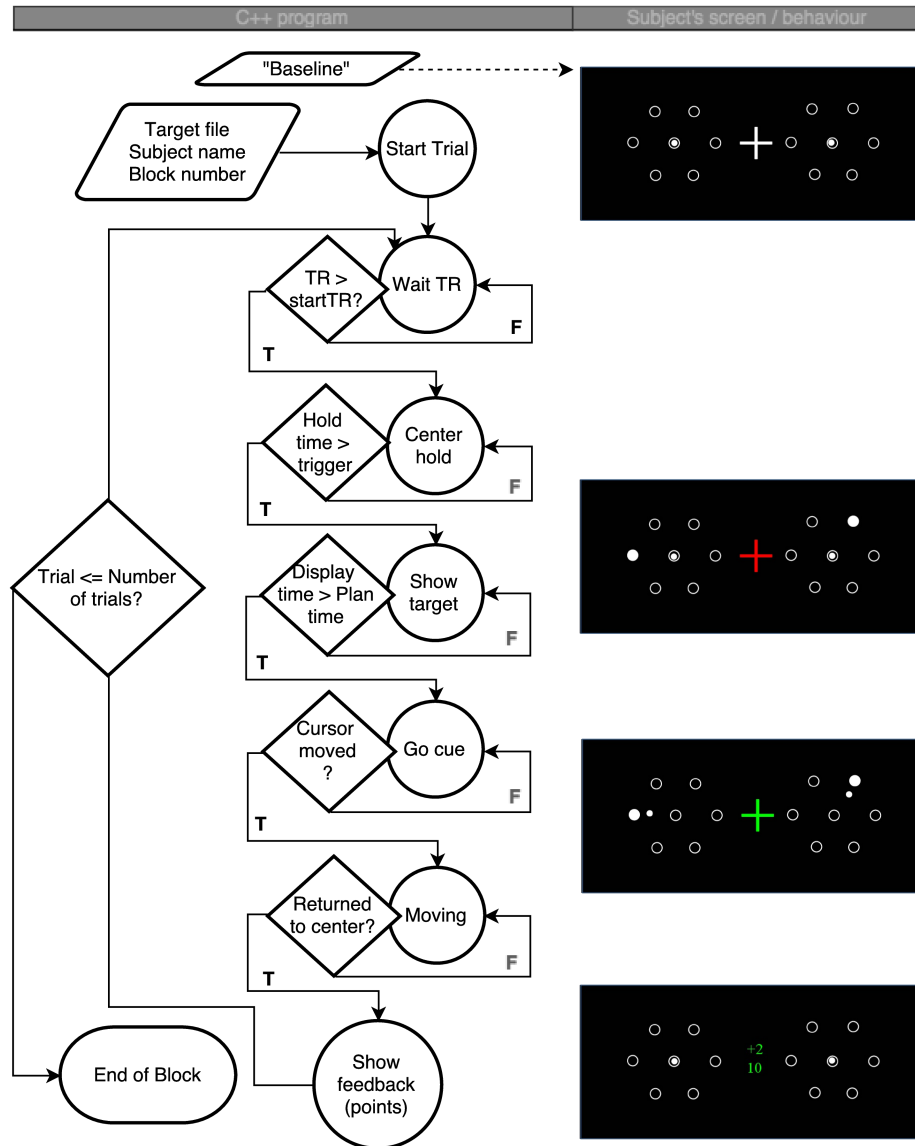 C++ program
Subject's screen / behaviour
"Baseline"
Target file
Subject name
Block number
Start Trial
TR >
startTR?
Wait TR
F
T
Hold
time >
trigger
Center
hold
F
T
Trial <= Number
of trials?
Display
time > Plan
time
Show
target
F
T
Cursor
moved
?
Go cue
F
T
Returned
to center?
Moving
F
T
+2
10
End of Block
Show
feedback
(points)